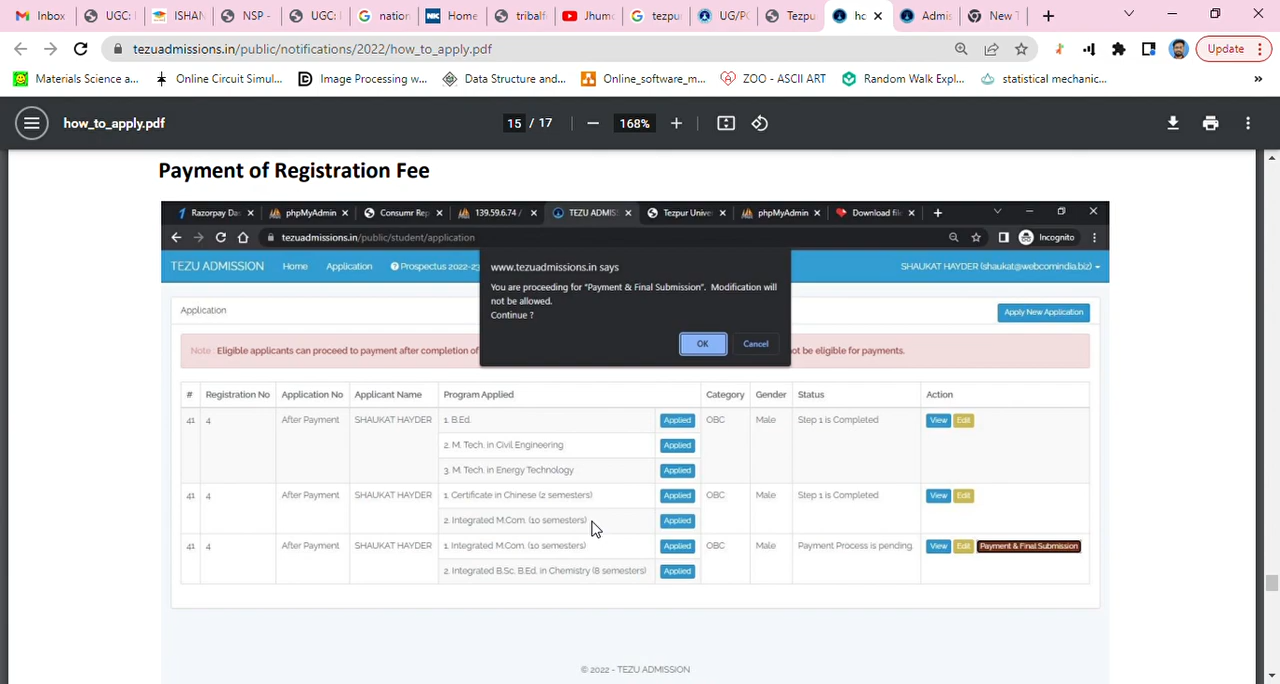 Inbox UGC: ISHAN NSP - UGC: nation Home tribalf Jhumo tezpur UG/PG Tezpu hc Admis New T
tezuadmissions.in/public/notifications/2022/how_to_apply.pdf Update
Materials Science a... Online Circuit Simul... Image Processing w... Data Structure and... Online_software_m... ZOO - ASCII ART Random Walk Expl... statistical mechanic... »
how_to_apply.pdf 15 / 17 168%
Payment of Registration Fee
Razorpay Das phpMyAdmin Consumr Rep 139.59.6.74 / TEZU ADMIS Tezpur Univer phpMyAdmin Download file
tezuadmissions.in/public/student/application Incognito
TEZU ADMISSION Home Application Prospectus 2022-23 SHAUKAT HAYDER (shaukat@webcomindia.biz)
www.tezuadmissions.in says
You are proceeding for "Payment & Final Submission". Modification will
not be allowed.
Continue ?
OK Cancel
Application Apply New Application
Note Eligible applicants can proceed to payment after completion of ot be eligible for payments.
# Registration No Application No Applicant Name Program Applied Category Gender Status Action
41 4 After Payment SHAUKAT HAYDER 1. B.Ed. Applied OBC Male Step 1 is Completed View Edit
2. M. Tech. in Civil Engineering Applied
3. M. Tech. in Energy Technology Applied
41 4 After Payment SHAUKAT HAYDER 1. Certificate in Chinese (2 semesters) Applied OBC Male Step 1 is Completed View Edit
2. Integrated M.Com. (10 semesters) Applied
41 4 After Payment SHAUKAT HAYDER 1. Integrated M.Com. (10 semesters) Applied OBC Male Payment Process is pending. View Edit Payment & Final Submission
2. Integrated B.Sc. B.Ed. in Chemistry (8 semesters) Applied
© 2022 - TEZU ADMISSION